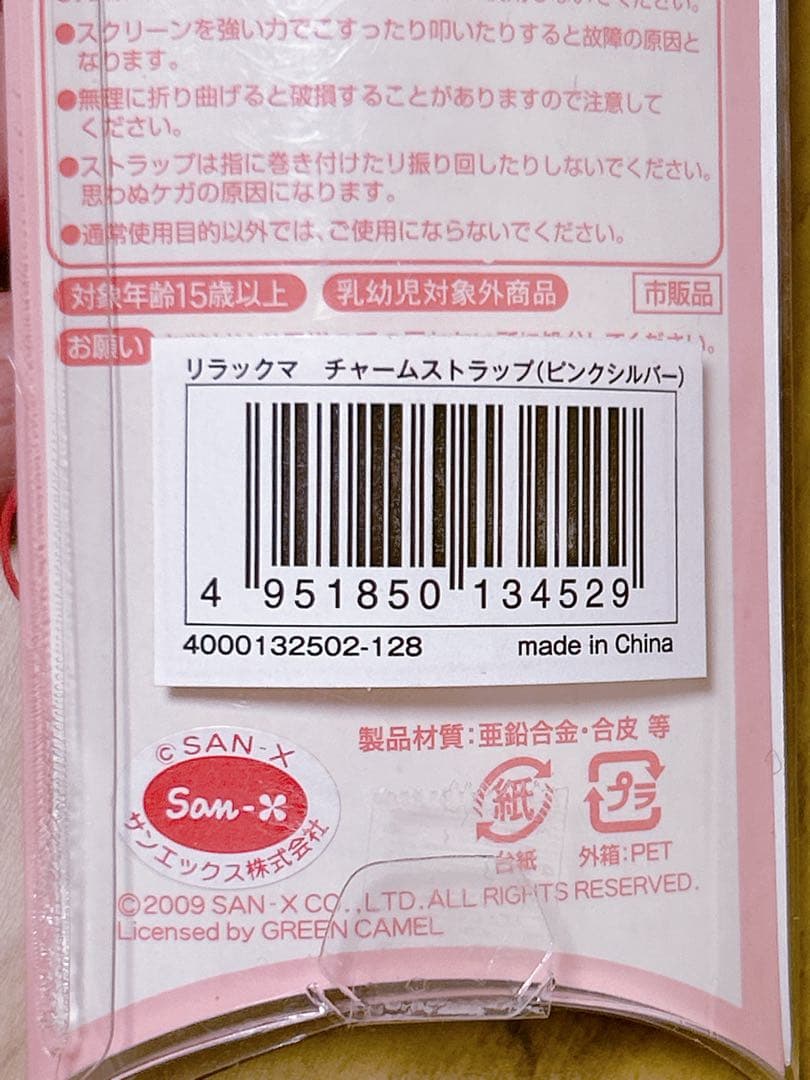 ください。
●スクリーンを強い力でこすったり叩いたりすると故障の原因と
なります。
●無理に折り曲げると破損することがありますので注意して
ください。
●ストラップは指に巻き付けたり振り回したりしないでください。
思わぬケガの原因になります。
●通常使用目的以外では、ご使用にならないでください。
対象年齢15歳以上 乳幼児対象外商品 市販品
お願い
リラックマ チャームストラップ(ピンクシルバー)
4 951850 134529
4000132502-128 made in China
製品材質:亜鉛合金・合皮 等
© SAN-X
San-X
サンエックス株式会社
紙 プラ
台紙 外箱:PET
©2009 SAN-X CO.,LTD. ALL RIGHTS RESERVED.
Licensed by GREEN CAMEL